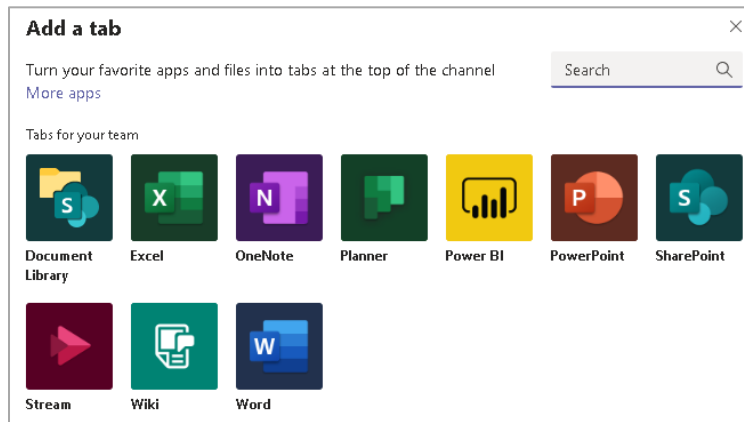 Add a tab
Turn your favorite apps and files into tabs at the top of the channel
Search
More apps
Tabs for your team
S
X
N
P
S
Document Library
Excel
OneNote
Planner
Power BI
PowerPoint
SharePoint
W
Stream
Wiki
Word